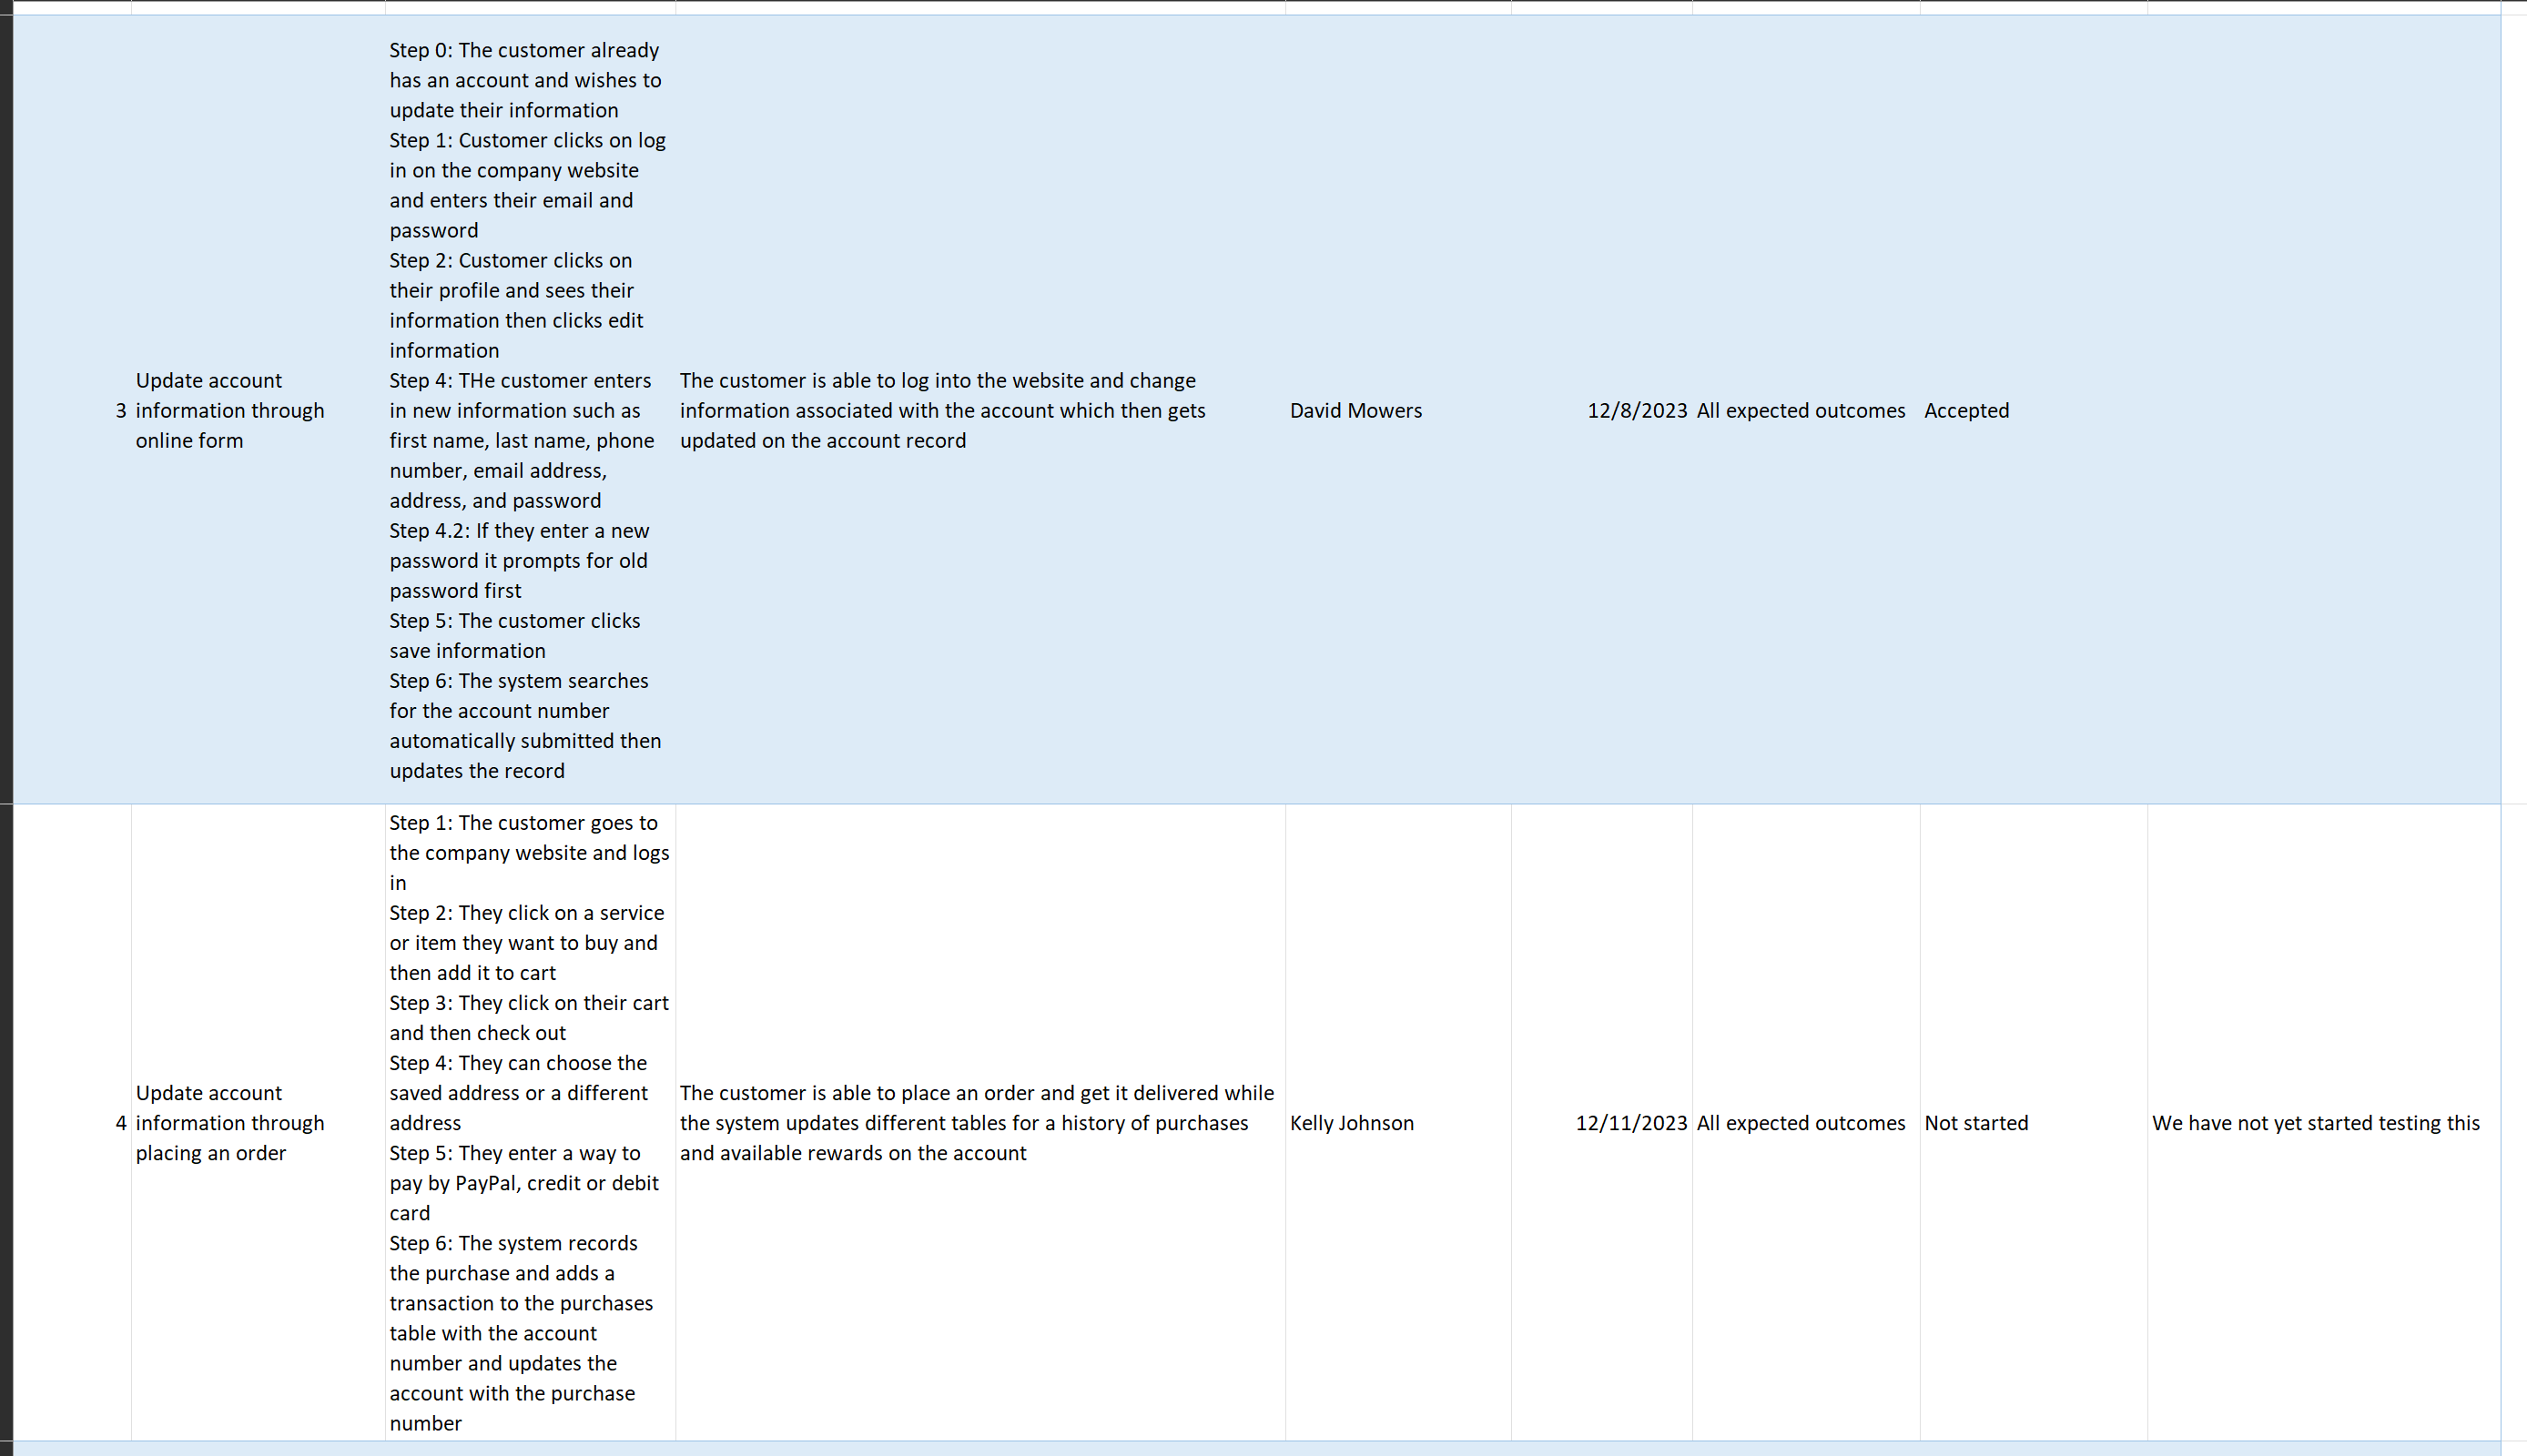 3
Update account
information through
online form
Step 0: The customer already
has an account and wishes to
update their information
Step 1: Customer clicks on log
in on the company website
and enters their email and
password
Step 2: Customer clicks on
their profile and sees their
information then clicks edit
information
Step 4: THe customer enters
in new information such as
first name, last name, phone
number, email address,
address, and password
Step 4.2: If they enter a new
password it prompts for old
password first
Step 5: The customer clicks
save information
Step 6: The system searches
for the account number
automatically submitted then
updates the record
The customer is able to log into the website and change
information associated with the account which then gets
updated on the account record
David Mowers
12/8/2023
All expected outcomes
Accepted
4
Update account
information through
placing an order
Step 1: The customer goes to
the company website and logs
in
Step 2: They click on a service
or item they want to buy and
then add it to cart
Step 3: They click on their cart
and then check out
Step 4: They can choose the
saved address or a different
address
Step 5: They enter a way to
pay by PayPal, credit or debit
card
Step 6: The system records
the purchase and adds a
transaction to the purchases
table with the account
number and updates the
account with the purchase
number
The customer is able to place an order and get it delivered while
the system updates different tables for a history of purchases
and available rewards on the account
Kelly Johnson
12/11/2023
All expected outcomes
Not started
We have not yet started testing this